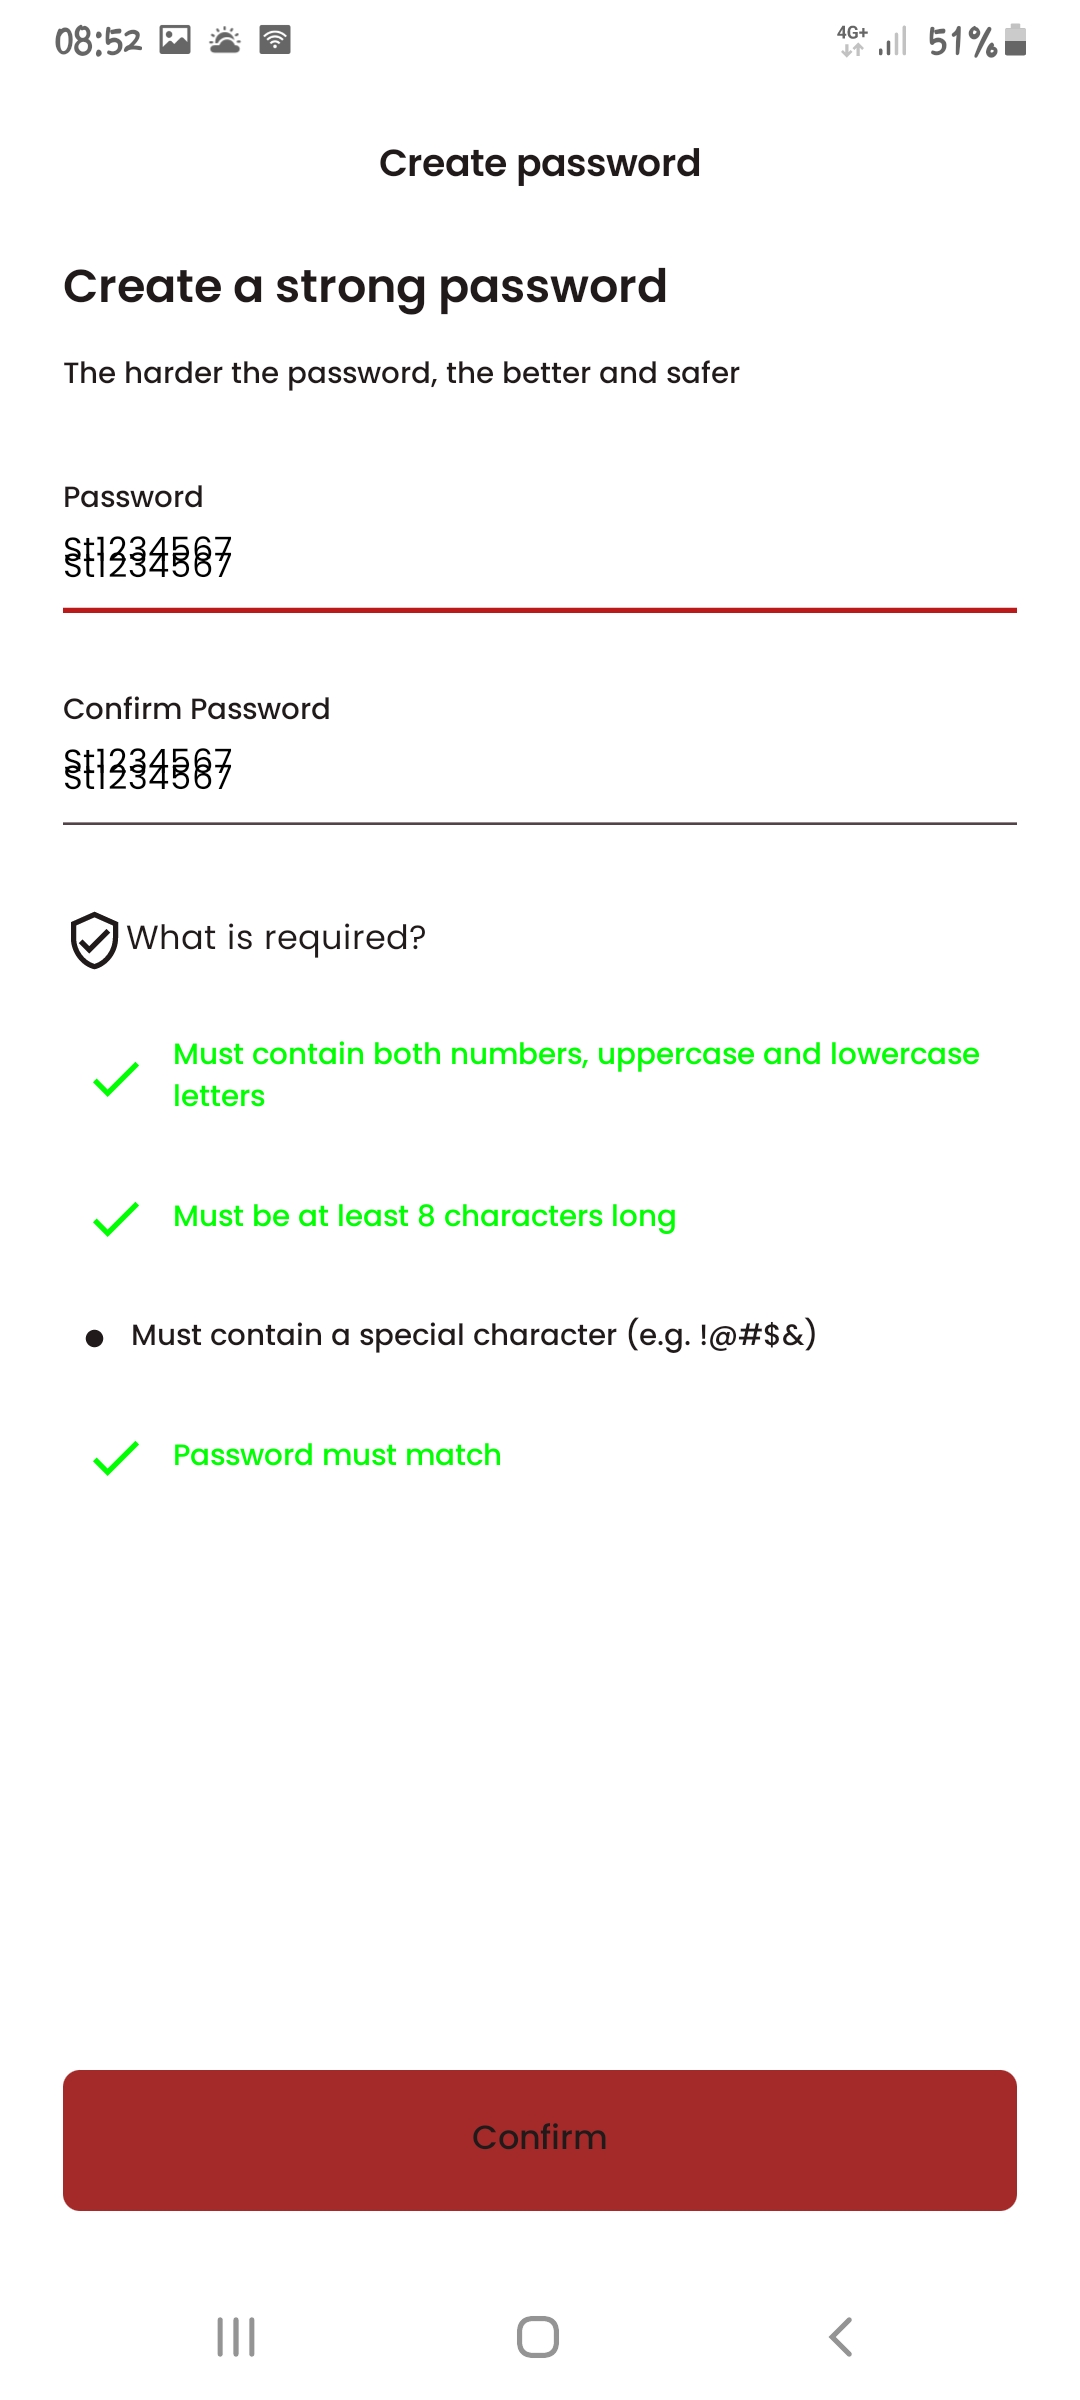 08:52
4G+ 51%
Create password
Create a strong password
The harder the password, the better and safer
Password
St1234567
St1234567
Confirm Password
St1234567
St1234567
What is required?
Must contain both numbers, uppercase and lowercase
letters
Must be at least 8 characters long
Must contain a special character (e.g. !@#$&)
Password must match
Confirm